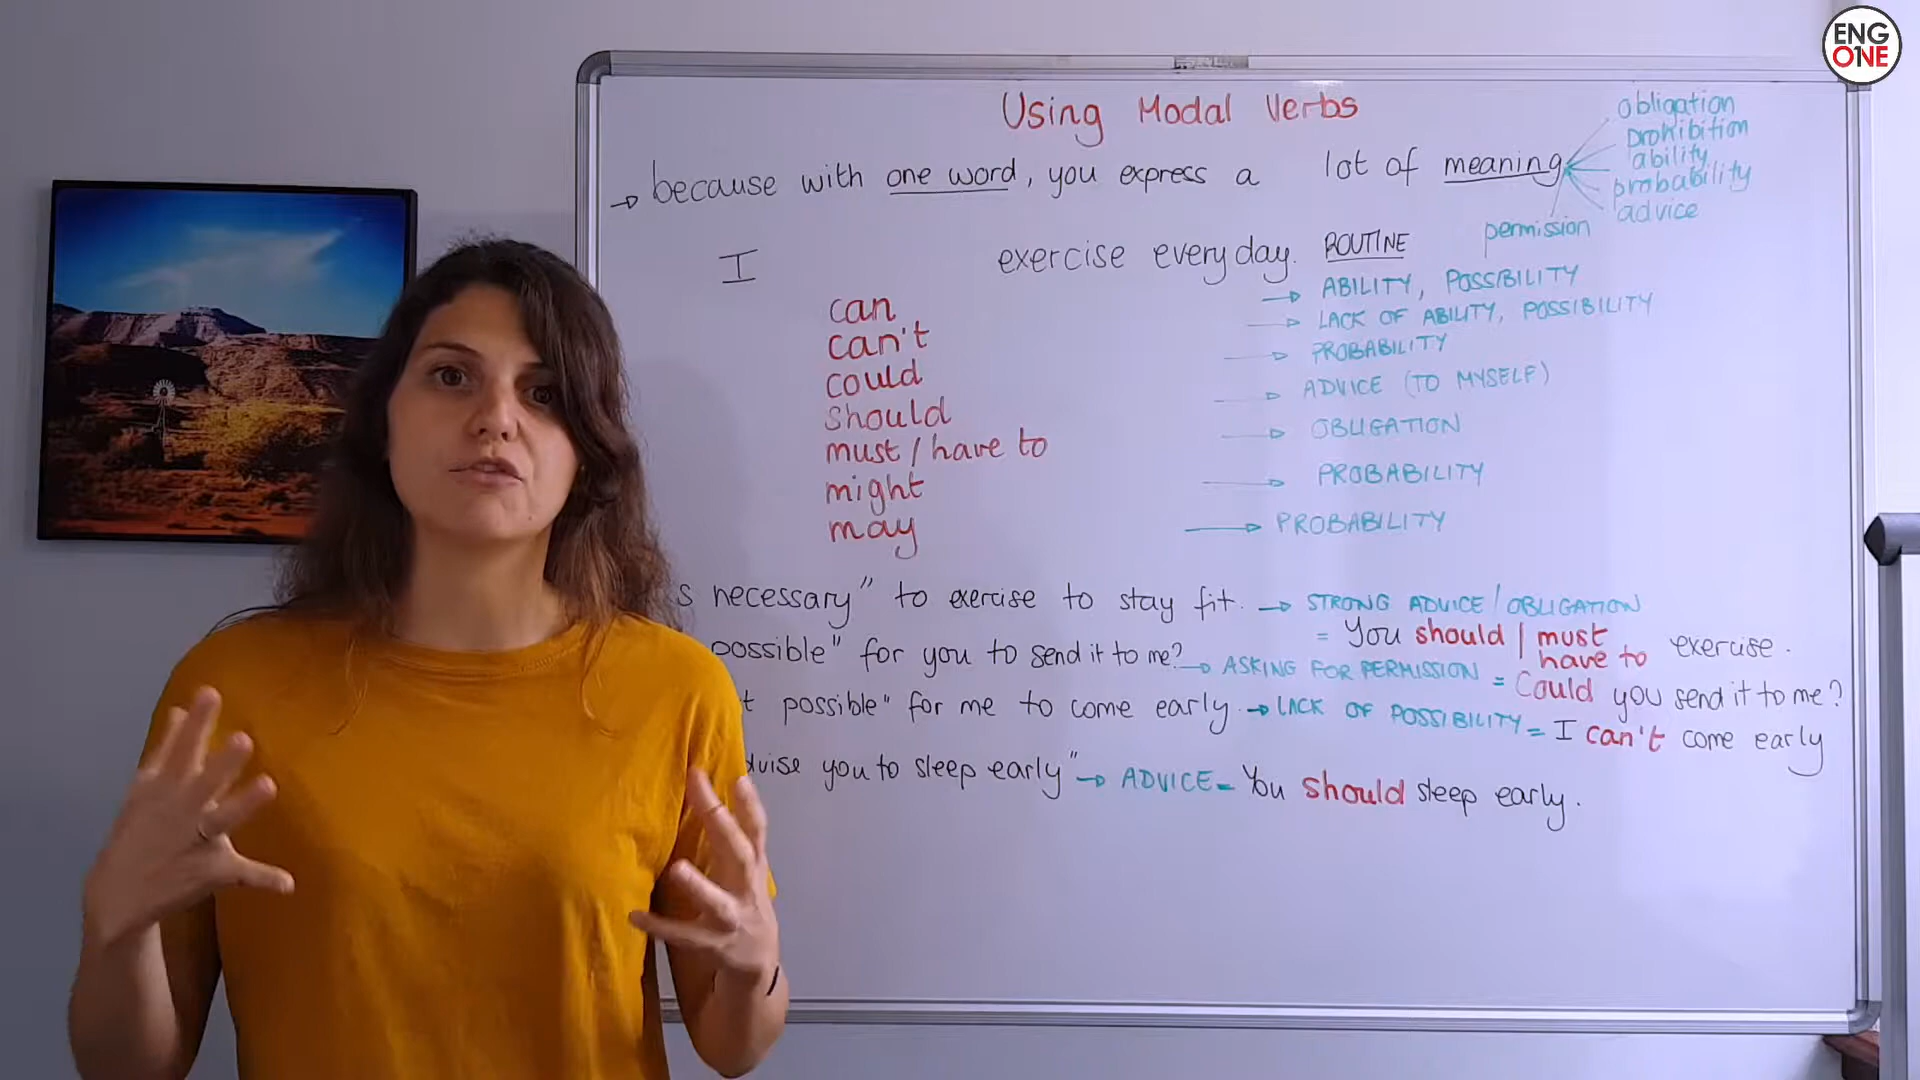 ENG
ONE
Using Modal Verbs
because with one word, you express a lot of meaning
obligation
prohibition
ability
probability
advice
permission
I exercise every day. ROUTINE
can → ABILITY, POSSIBILITY
can't → LACK OF ABILITY, POSSIBILITY
could → PROBABILITY
should → ADVICE (TO MYSELF)
must / have to → OBLIGATION
might → PROBABILITY
may → PROBABILITY
s necessary" to exercise to stay fit. → STRONG ADVICE / OBLIGATION
= You should / must
have to exercise.
possible" for you to send it to me? → ASKING FOR PERMISSION = Could you send it to me?
t possible" for me to come early. → LACK OF POSSIBILITY = I can't come early
dvise you to sleep early" → ADVICE = You should sleep early.